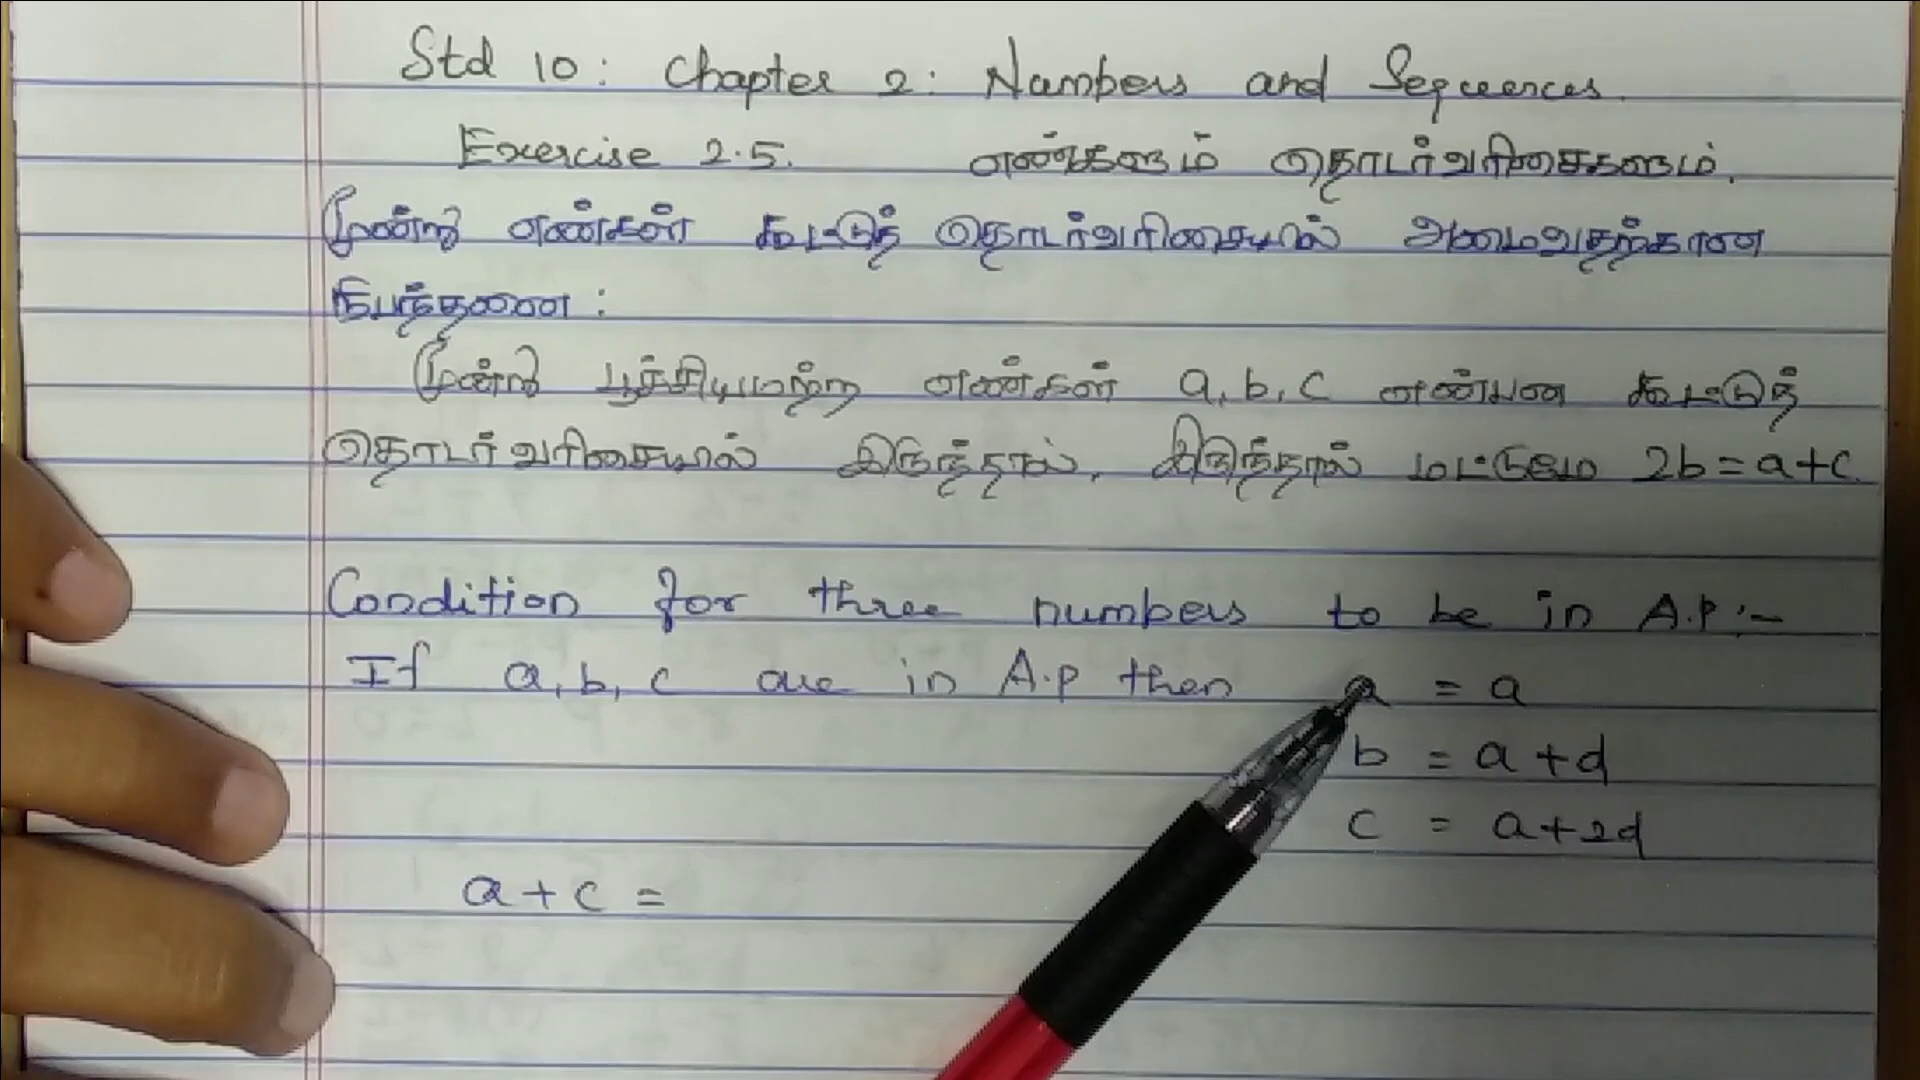 Std 10: Chapter 2: Numbers and Sequences.
Exercise 2.5. எண்களும் தொடர்வரிசைகளும்.
மூன்று எண்கள் கூட்டுத் தொடர்வரிசையில் அமைவதற்கான
நிபந்தனை :
மூன்று பூச்சியமற்ற எண்கள் a, b, c என்பன கூட்டுத்
தொடர்வரிசையில் இருந்தால், இருந்தால் மட்டுமே 2b = a+c.
Condition for three numbers to be in A.P :-
If a, b, c are in A.P then a = a
b = a + d
c = a+2d
a + c =